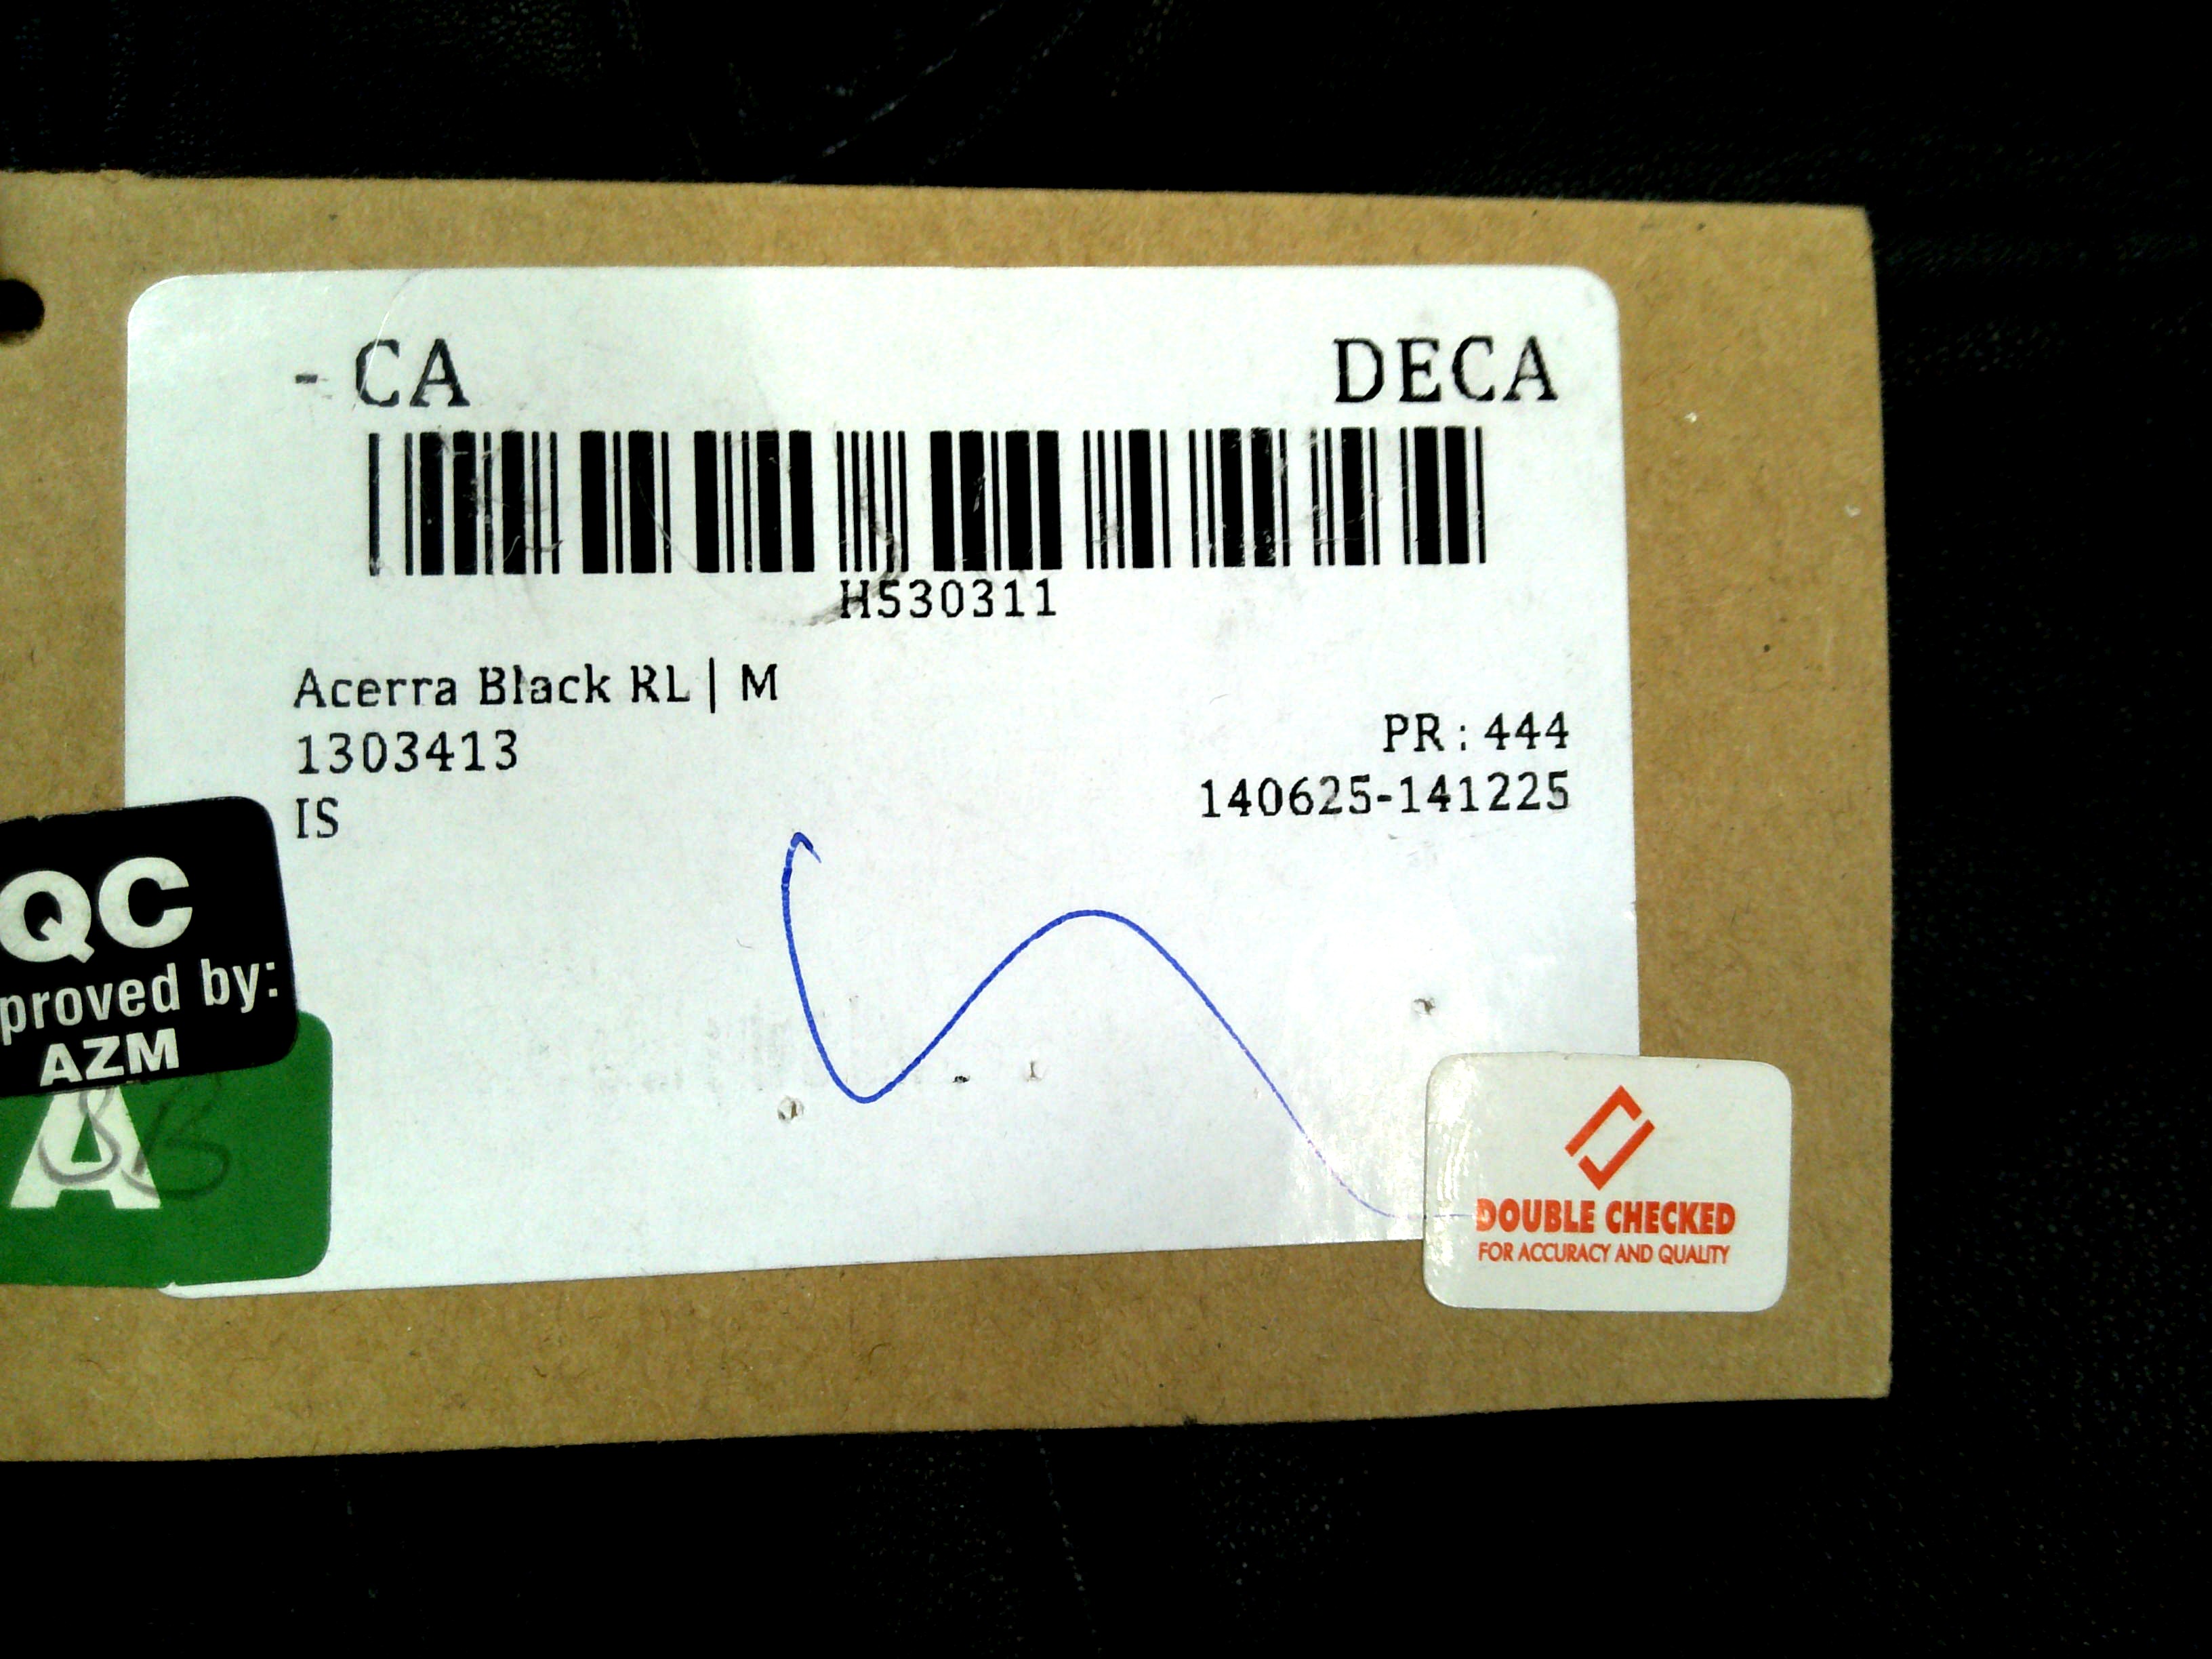 - CA DECA
H530311
Acerra Black RL | M
1303413
PR : 444
IS
140625-141225
QC
proved by:
AZM
A
DOUBLE CHECKED
FOR ACCURACY AND QUALITY